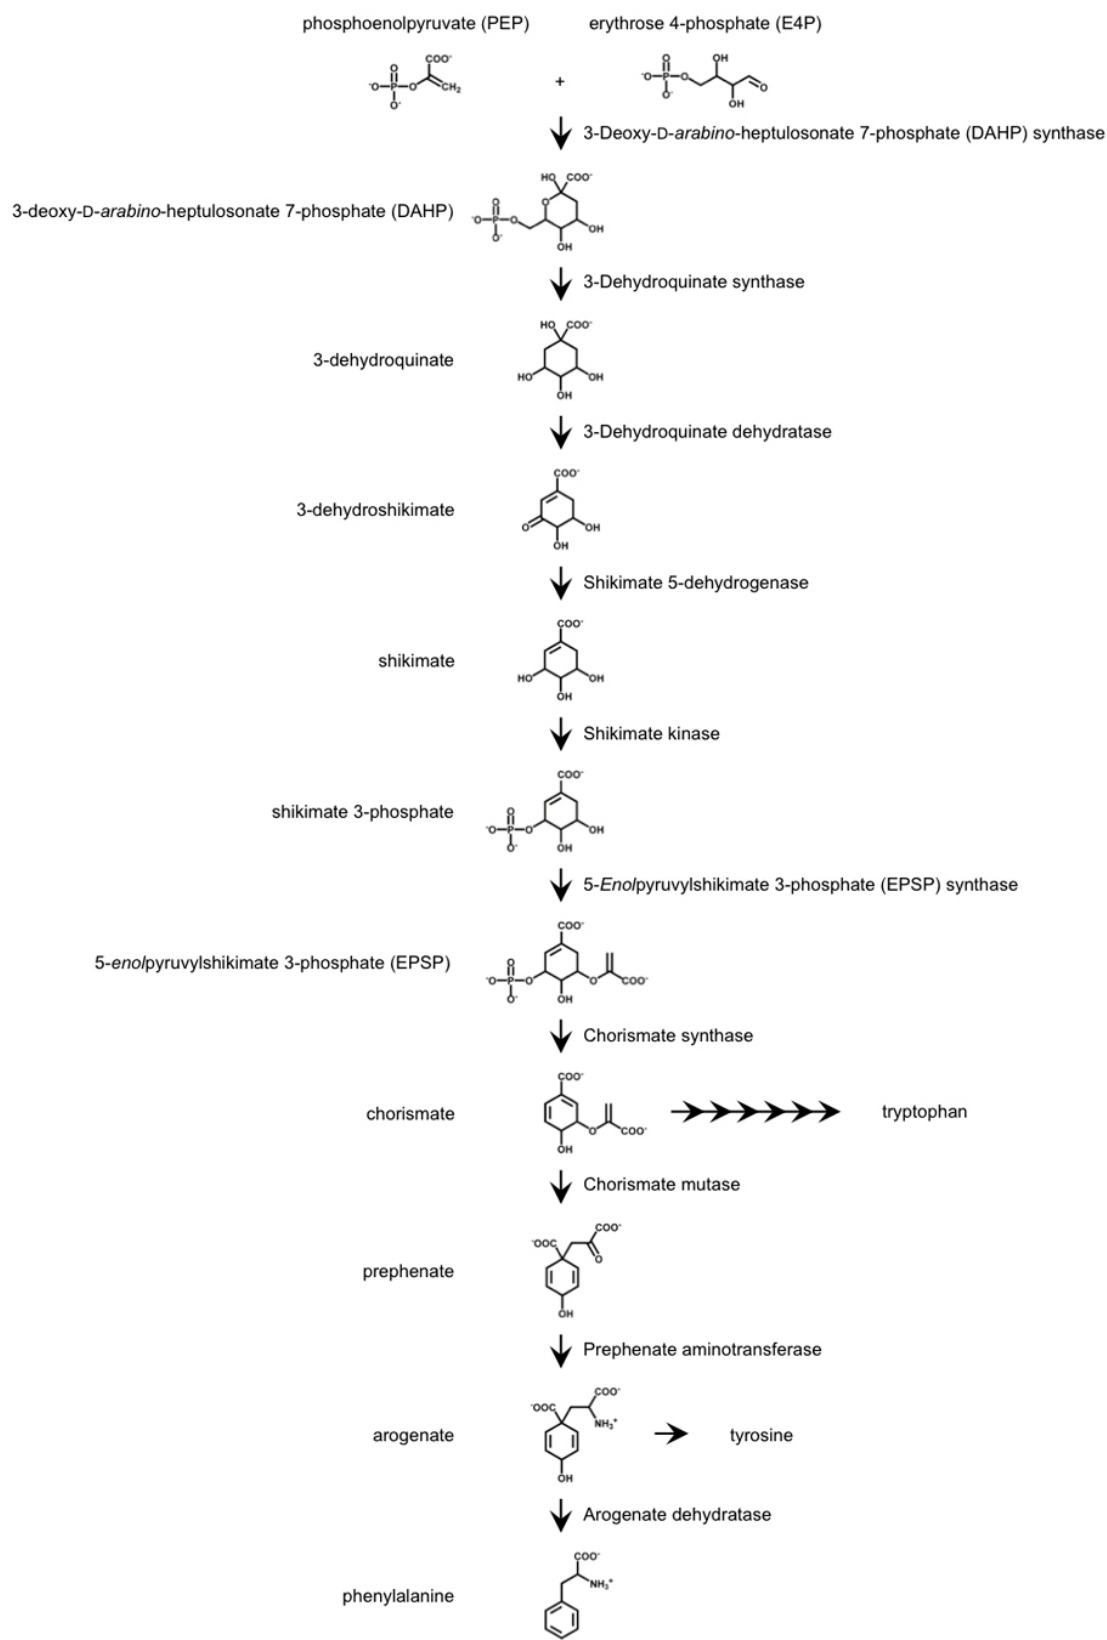 phosphoenolpyruvate (PEP)
erythrose 4-phosphate (E4P)
COO⁻
O
⁻O P O
CH₂
O⁻
+
OH
O
⁻O P O
O
O⁻
OH
3-Deoxy-D-arabino-heptulosonate 7-phosphate (DAHP) synthase
3-deoxy-D-arabino-heptulosonate 7-phosphate (DAHP)
HO COO⁻
O
O
⁻O P O
OH
O⁻
OH
3-Dehydroquinate synthase
3-dehydroquinate
HO COO⁻
HO OH
OH
3-Dehydroquinate dehydratase
3-dehydroshikimate
COO⁻
O OH
OH
Shikimate 5-dehydrogenase
shikimate
COO⁻
HO OH
OH
Shikimate kinase
shikimate 3-phosphate
COO⁻
O
⁻O P O OH
O⁻
OH
5-Enolpyruvylshikimate 3-phosphate (EPSP) synthase
5-enolpyruvylshikimate 3-phosphate (EPSP)
COO⁻
O
⁻O P O O COO⁻
O⁻
OH
Chorismate synthase
chorismate
COO⁻
O COO⁻
OH
tryptophan
Chorismate mutase
prephenate
COO⁻
⁻OOC
O
OH
Prephenate aminotransferase
arogenate
COO⁻
⁻OOC
NH₃⁺
OH
tyrosine
Arogenate dehydratase
phenylalanine
COO⁻
NH₃⁺